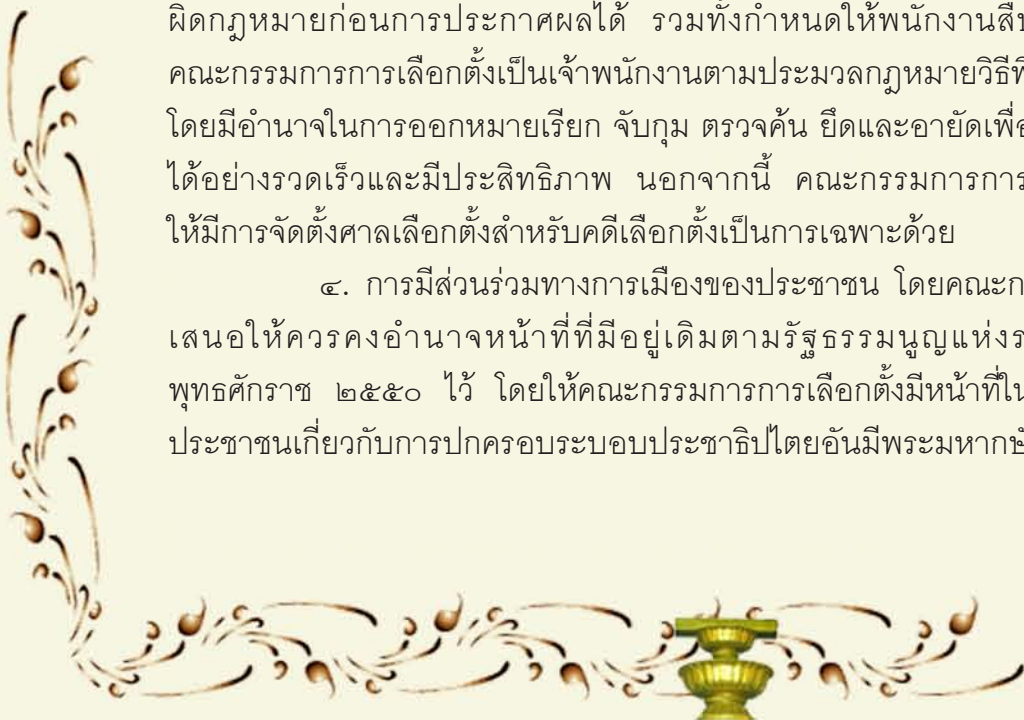 ผิดกฎหมายก่อนการประกาศผลได้ รวมทั้งกำหนดให้พนักงานสืบ
คณะกรรมการการเลือกตั้งเป็นเจ้าพนักงานตามประมวลกฎหมายวิธีพิ
โดยมีอำนาจในการออกหมายเรียก จับกุม ตรวจค้น ยึดและอายัดเพื่อ
ได้อย่างรวดเร็วและมีประสิทธิภาพ นอกจากนี้ คณะกรรมการการ
ให้มีการจัดตั้งศาลเลือกตั้งสำหรับคดีเลือกตั้งเป็นการเฉพาะด้วย
๔. การมีส่วนร่วมทางการเมืองของประชาชน โดยคณะก
เสนอให้ควรคงอำนาจหน้าที่ที่มีอยู่เดิมตามรัฐธรรมนูญแห่งร
พุทธศักราช ๒๕๕๐ ไว้ โดยให้คณะกรรมการการเลือกตั้งมีหน้าที่ใน
ประชาชนเกี่ยวกับการปกครอบระบอบประชาธิปไตยอันมีพระมหากษั